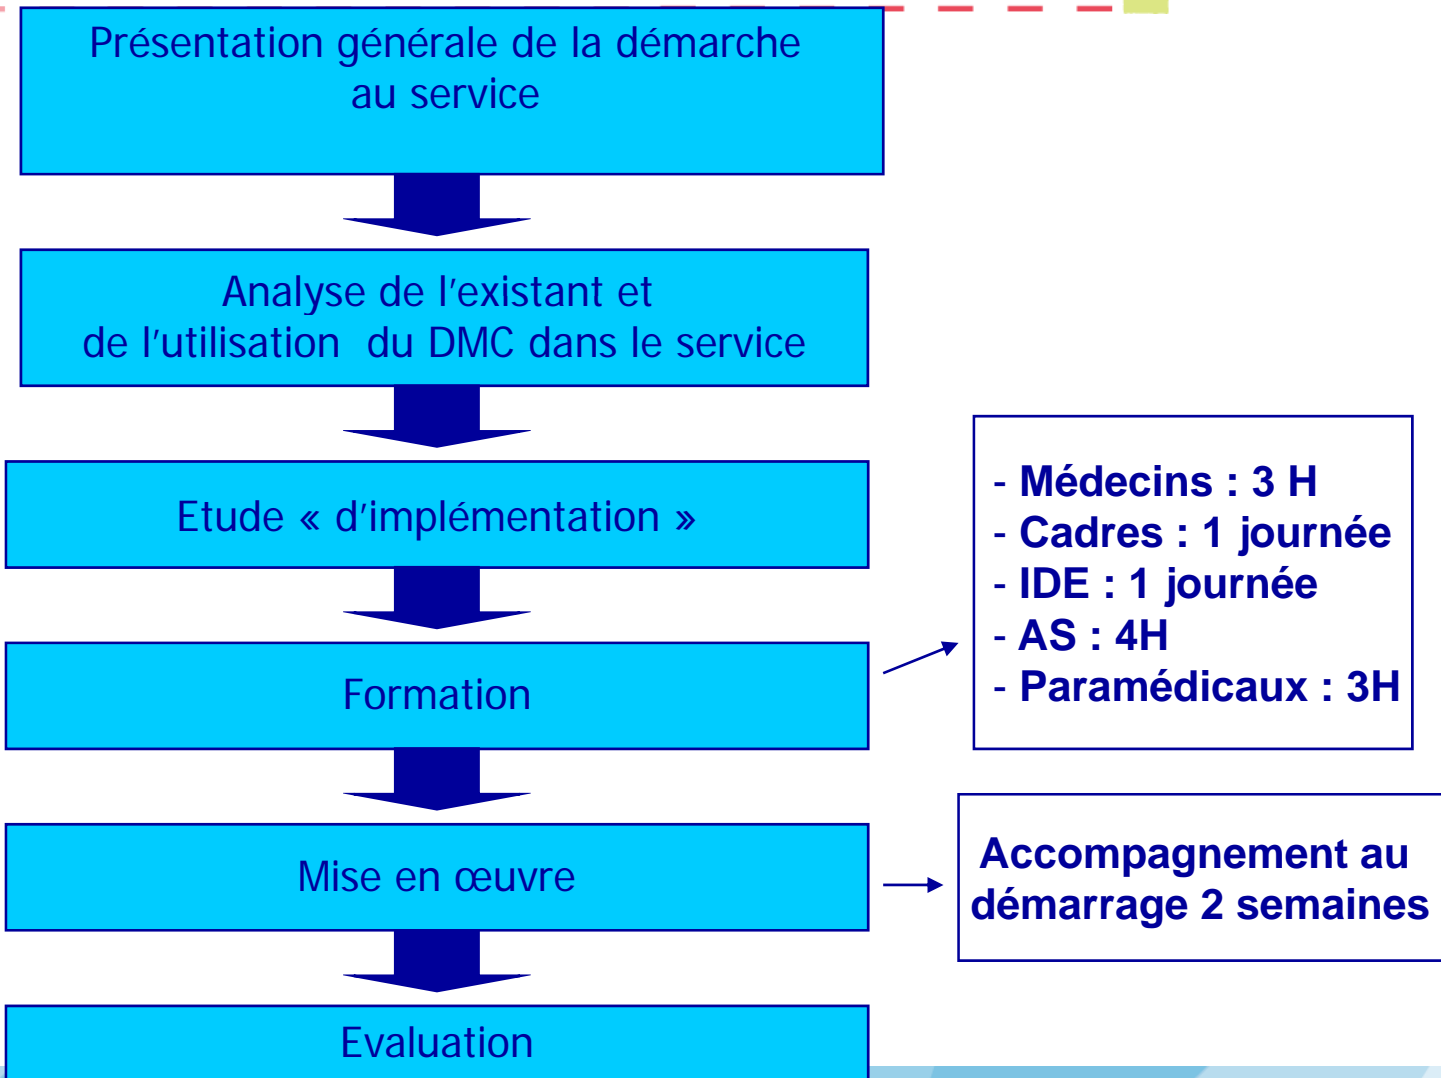 Présentation générale de la démarche
au service
Analyse de l'existant et
de l'utilisation du DMC dans le service
Etude « d'implémentation »
Formation
- Médecins : 3 H
- Cadres : 1 journée
- IDE : 1 journée
- AS : 4H
- Paramédicaux : 3H
Mise en œuvre
Accompagnement au
démarrage 2 semaines
Evaluation